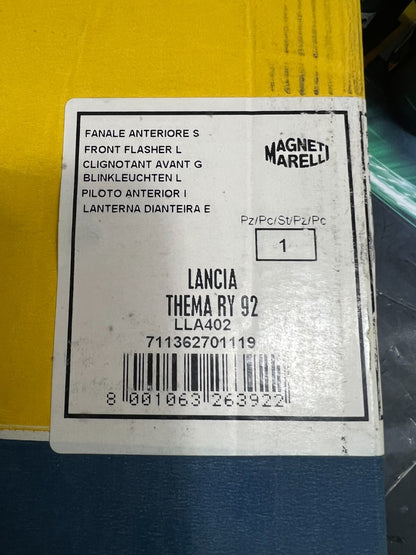 FANALE ANTERIORE S
FRONT FLASHER L
CLIGNOTANT AVANT G
BLINKLEUCHTEN L
PILOTO ANTERIOR I
LANTERNA DIANTEIRA E
MAGNETI
MARELLI
Pz/Pc/St/Pz/Pc
1
LANCIA
THEMA RY 92
LLA402
711362701119
8 001063 263922